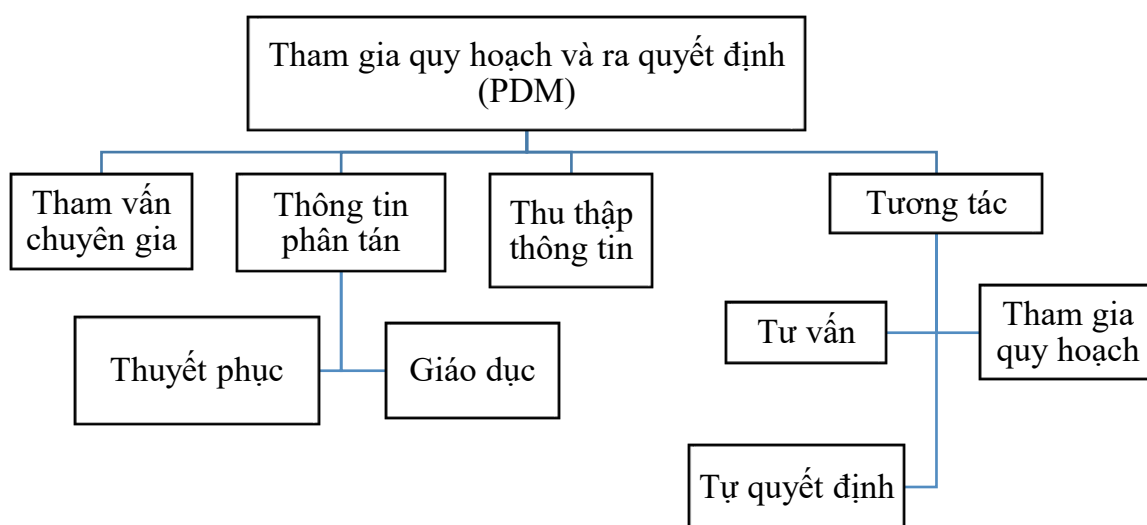 Tham gia quy hoạch và ra quyết định
(PDM)
Tham vấn
chuyên gia
Thông tin
phân tán
Thu thập
thông tin
Tương tác
Thuyết phục
Giáo dục
Tư vấn
Tham gia
quy hoạch
Tự quyết định